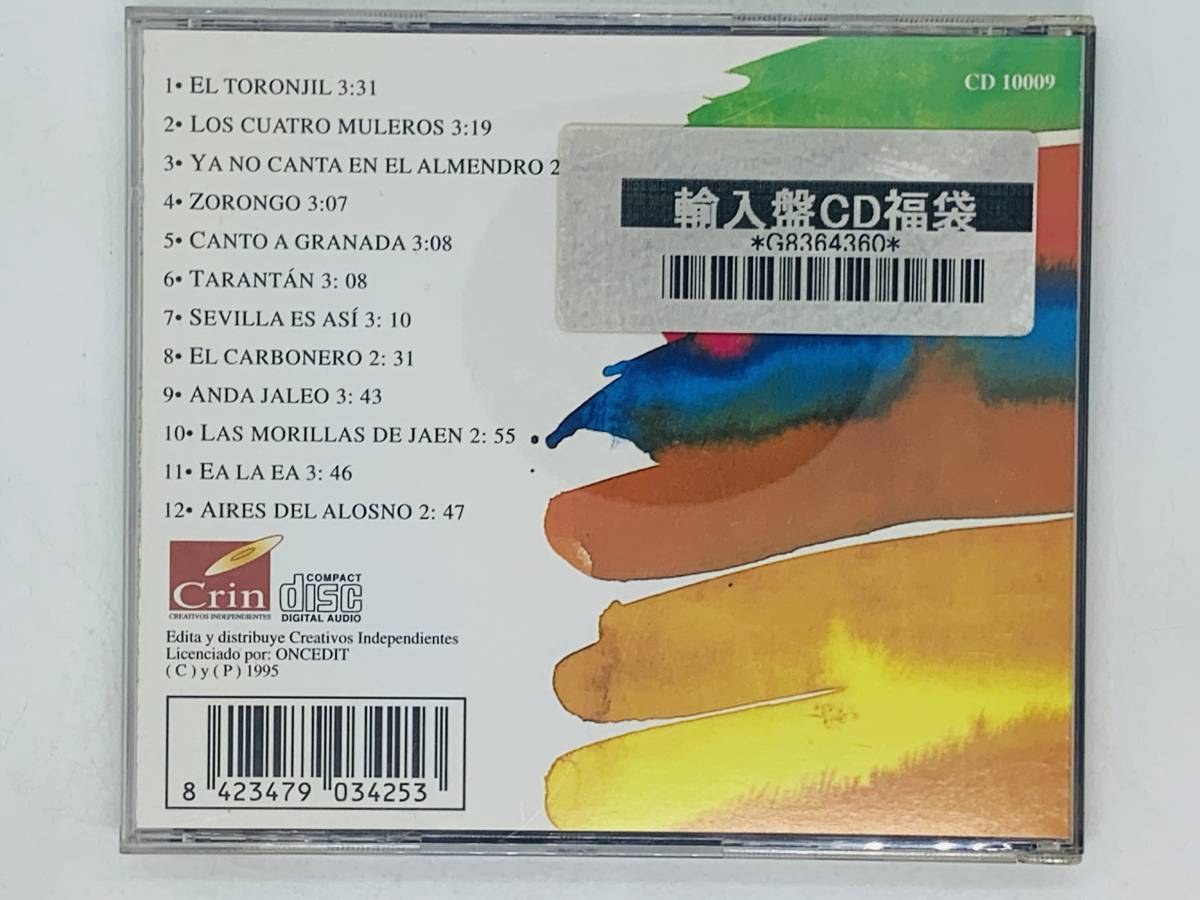 1• EL TORONJIL 3:31
2• LOS CUATRO MULEROS 3:19
3• YA NO CANTA EN EL ALMENDRO 2
4• ZORONGO 3:07
5• CANTO A GRANADA 3:08
6• TARANTÁN 3: 08
7• SEVILLA ES ASÍ 3: 10
8• EL CARBONERO 2: 31
9• ANDA JALEO 3: 43
10• LAS MORILLAS DE JAEN 2: 55
11• EA LA EA 3: 46
12• AIRES DEL ALOSNO 2: 47
CD 10009
輸入盤CD福袋
*G8364360*
Crin
CREATIVOS INDEPENDIENTES
COMPACT
disc
DIGITAL AUDIO
Edita y distribuye Creativos Independientes
Licenciado por: ONCEDIT
( C ) y ( P ) 1995
8 423479 034253